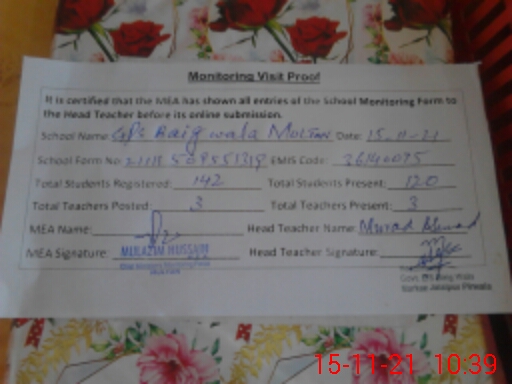 Monitoring Visit Proof
It is certified that the MEA has shown all entries of the School Monitoring Form to
the Head Teacher before its online submission.
School Name: GPS Baigwala Multan Date: 15-11-21
School Form No: EMIS Code: 36140075
Total Students Registered: 142 Total Students Present: 120
Total Teachers Posted: 3 Total Teachers Present: 3
MEA Name: Head Teacher Name: Murad
MEA Signature: MULAZIM HUSSAIN Head Teacher Signature:
15-11-21 10:39